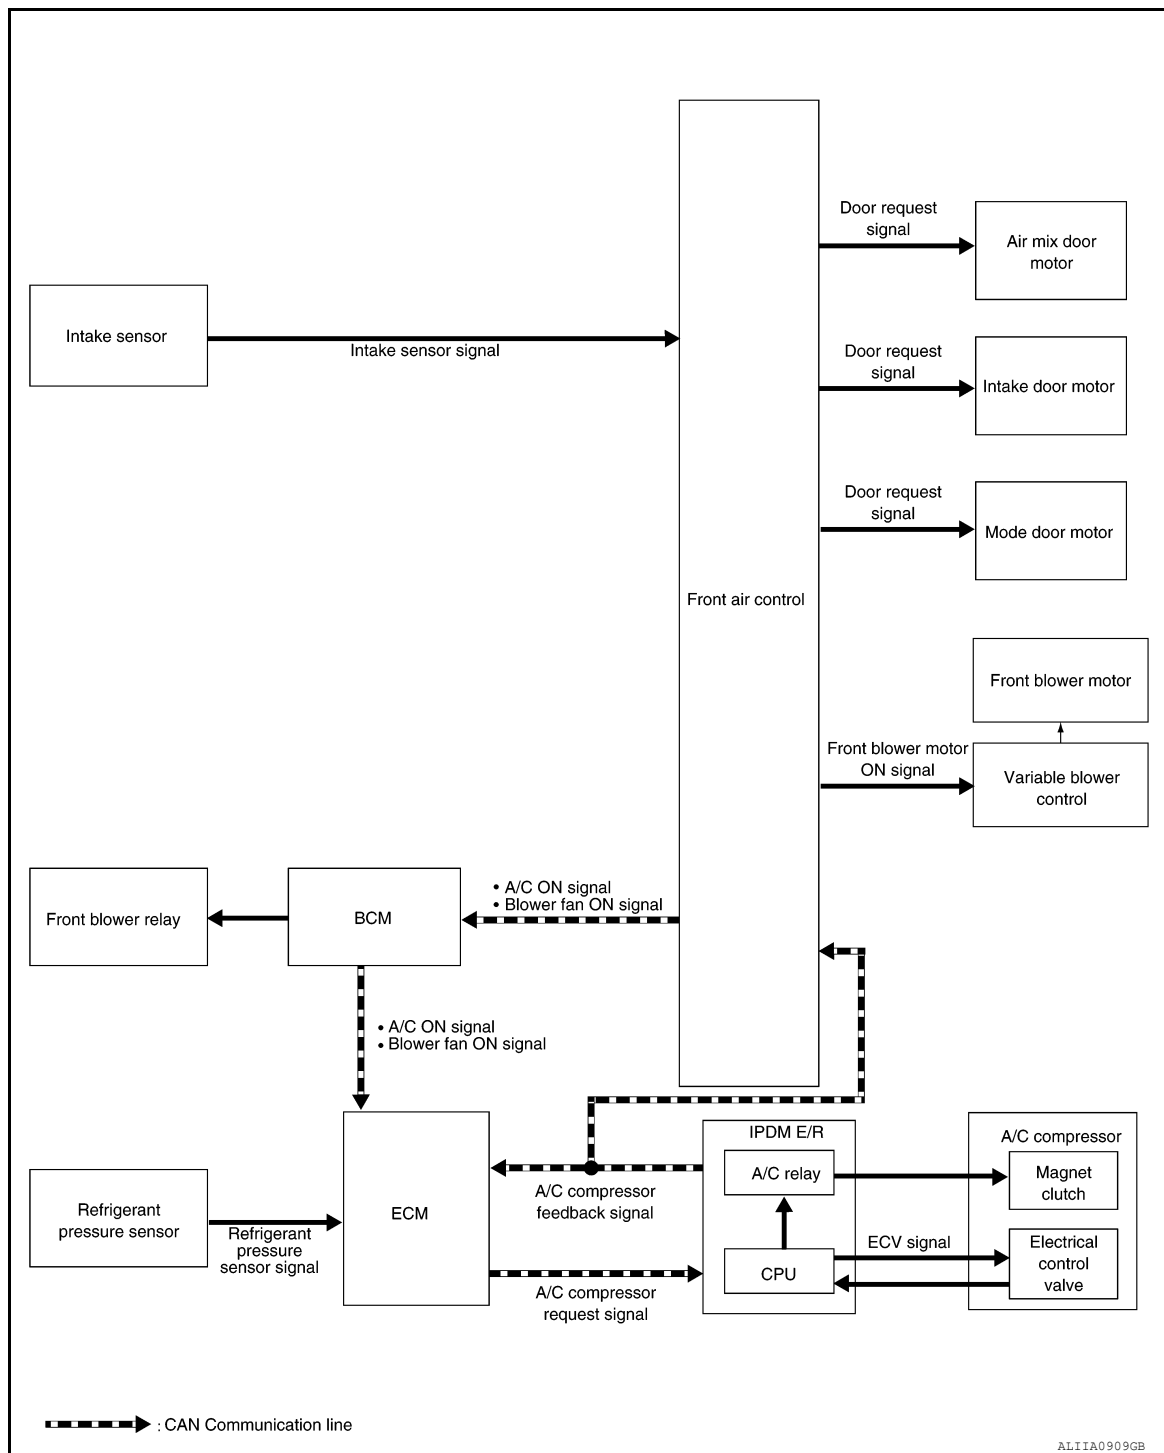 Door request
signal
Air mix door
motor
Intake sensor
Intake sensor signal
Door request
signal
Intake door motor
Door request
signal
Mode door motor
Front air control
Front blower motor
Front blower motor
ON signal
Variable blower
control
Front blower relay
BCM
• A/C ON signal
• Blower fan ON signal
• A/C ON signal
• Blower fan ON signal
IPDM E/R
A/C relay
A/C compressor
Magnet
clutch
Refrigerant
pressure sensor
Refrigerant
pressure
sensor signal
ECM
A/C compressor
feedback signal
CPU
ECV signal
Electrical
control
valve
A/C compressor
request signal
: CAN Communication line
ALIIA0909GB